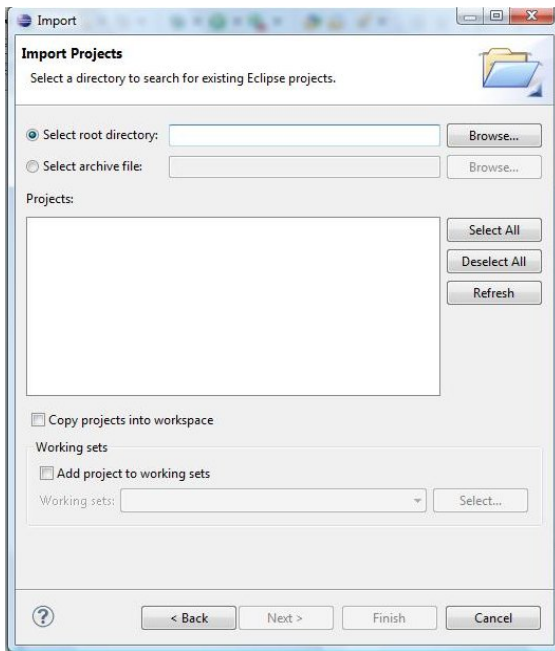 Import
Import Projects
Select a directory to search for existing Eclipse projects.
Select root directory:
Browse...
Select archive file:
Browse...
Projects:
Select All
Deselect All
Refresh
Copy projects into workspace
Working sets
Add project to working sets
Working sets:
Select...
?
< Back
Next >
Finish
Cancel